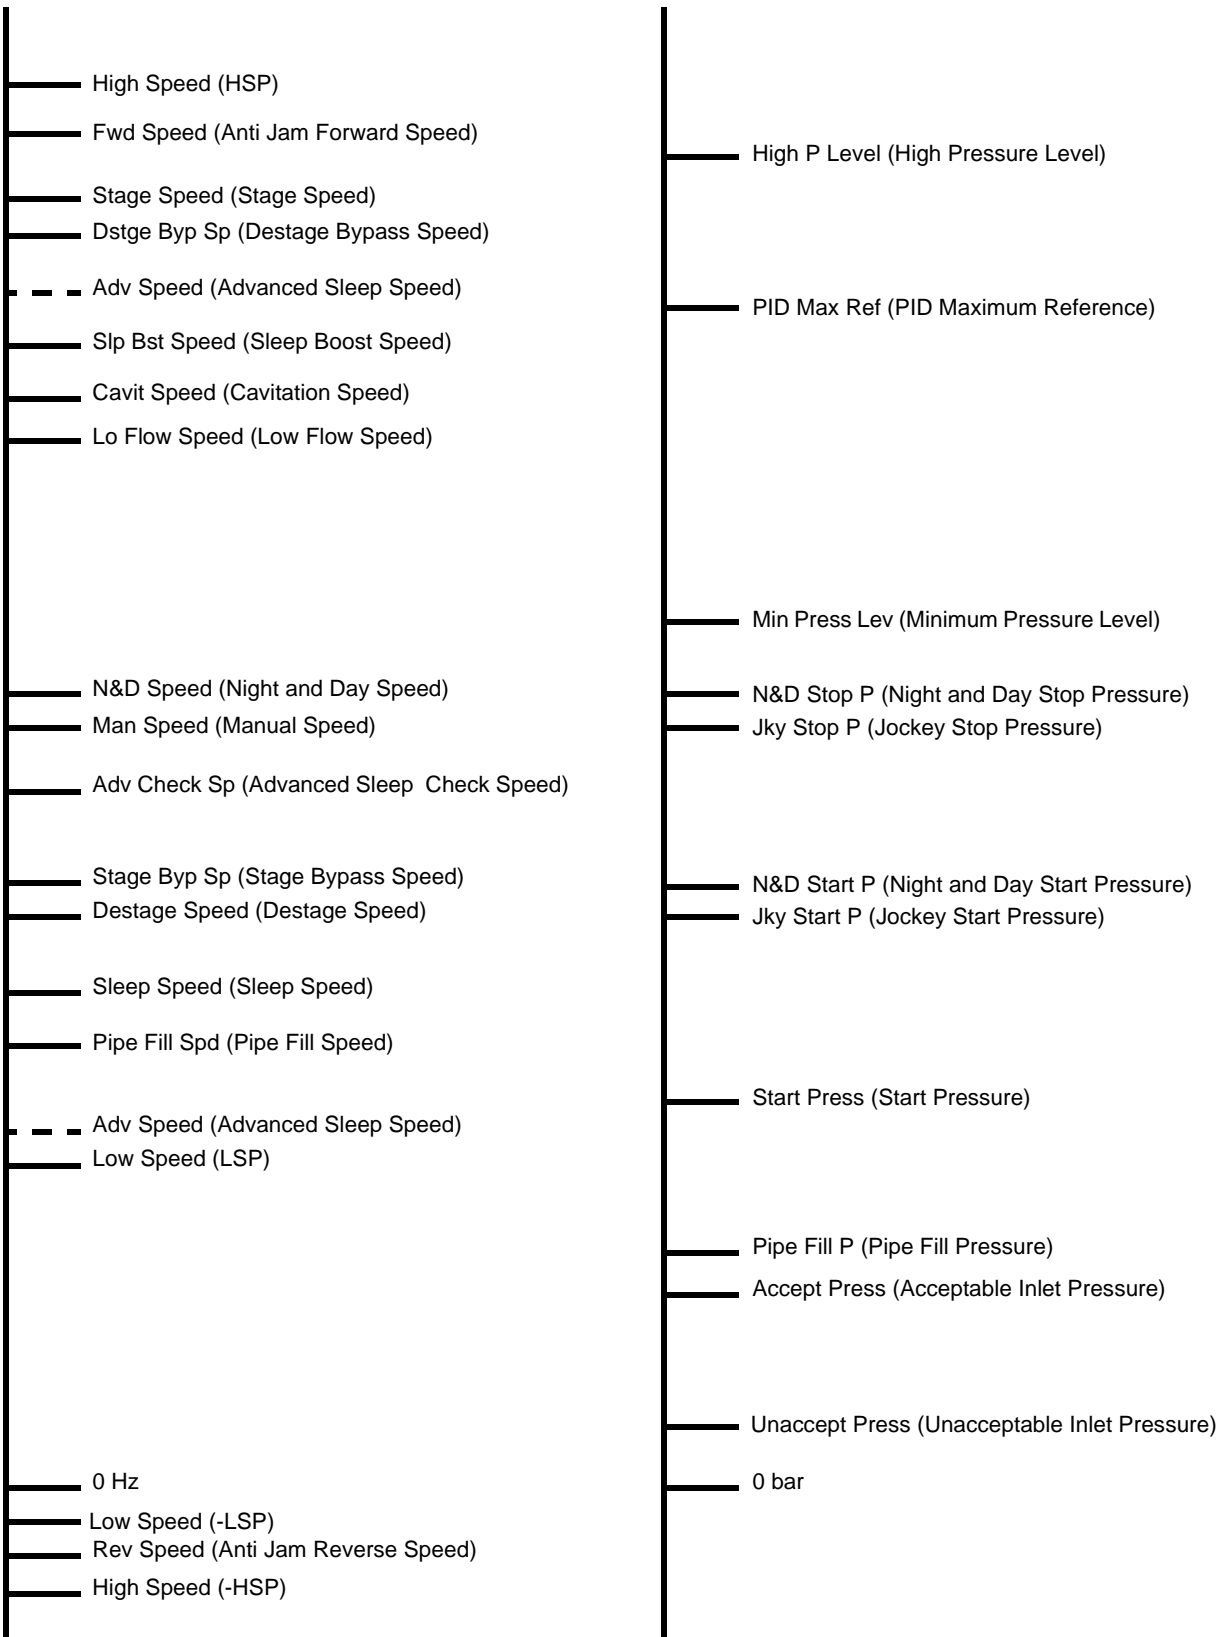 High Speed (HSP)
Fwd Speed (Anti Jam Forward Speed)
Stage Speed (Stage Speed)
Dstge Byp Sp (Destage Bypass Speed)
Adv Speed (Advanced Sleep Speed)
Slp Bst Speed (Sleep Boost Speed)
Cavit Speed (Cavitation Speed)
Lo Flow Speed (Low Flow Speed)
N&D Speed (Night and Day Speed)
Man Speed (Manual Speed)
Adv Check Sp (Advanced Sleep Check Speed)
Stage Byp Sp (Stage Bypass Speed)
Destage Speed (Destage Speed)
Sleep Speed (Sleep Speed)
Pipe Fill Spd (Pipe Fill Speed)
Adv Speed (Advanced Sleep Speed)
Low Speed (LSP)
0 Hz
Low Speed (-LSP)
Rev Speed (Anti Jam Reverse Speed)
High Speed (-HSP)
High P Level (High Pressure Level)
PID Max Ref (PID Maximum Reference)
Min Press Lev (Minimum Pressure Level)
N&D Stop P (Night and Day Stop Pressure)
Jky Stop P (Jockey Stop Pressure)
N&D Start P (Night and Day Start Pressure)
Jky Start P (Jockey Start Pressure)
Start Press (Start Pressure)
Pipe Fill P (Pipe Fill Pressure)
Accept Press (Acceptable Inlet Pressure)
Unaccept Press (Unacceptable Inlet Pressure)
0 bar